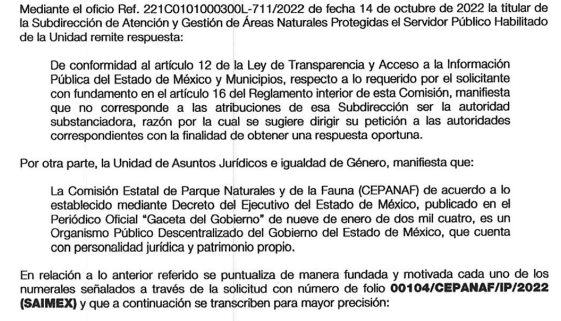 Mediante el oficio Ref. 221C0101000300L-711/2022 de fecha 14 de octubre de 2022 la titular de
la Subdirección de Atención y Gestión de Áreas Naturales Protegidas el Servidor Público Habilitado
de la Unidad remite respuesta:
De conformidad al artículo 12 de la Ley de Transparencia y Acceso a la Información
Pública del Estado de México y Municipios, respecto a lo requerido por el solicitante
con fundamento en el artículo 16 del Reglamento interior de esta Comisión, manifiesta
que no corresponde a las atribuciones de esa Subdirección ser la autoridad
substanciadora, razón por la cual se sugiere dirigir su petición a las autoridades
correspondientes con la finalidad de obtener una respuesta oportuna.
Por otra parte, la Unidad de Asuntos Jurídicos e igualdad de Género, manifiesta que:
La Comisión Estatal de Parque Naturales y de la Fauna (CEPANAF) de acuerdo a lo
establecido mediante Decreto del Ejecutivo del Estado de México, publicado en el
Periódico Oficial “Gaceta del Gobierno” de nueve de enero de dos mil cuatro, es un
Organismo Público Descentralizado del Gobierno del Estado de México, que cuenta
con personalidad jurídica y patrimonio propio.
En relación a lo anterior referido se puntualiza de manera fundada y motivada cada uno de los
numerales señalados a través de la solicitud con número de folio 00104/CEPANAF/IP/2022
(SAIMEX) y que a continuación se transcriben para mayor precisión: